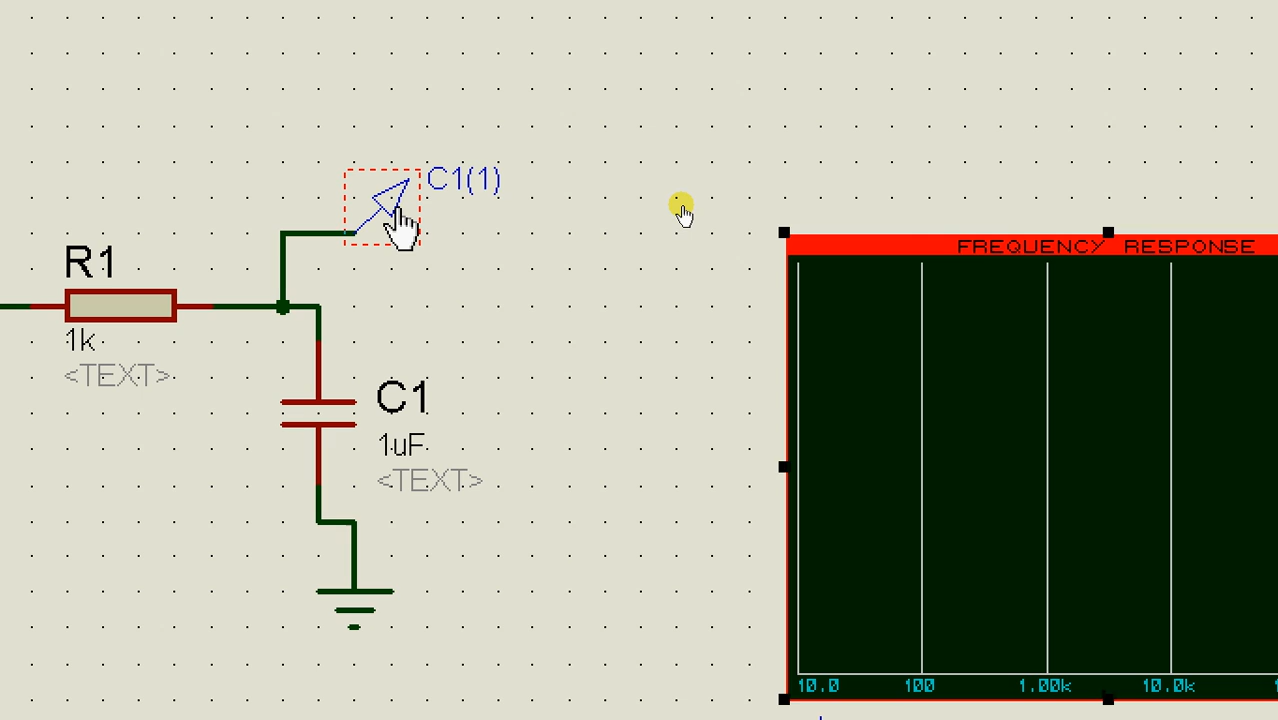 C1(1)
FREQUENCY RESPONSE
R1
1k
<TEXT>
C1
1uF
<TEXT>
10.0 100 1.00k 10.0k